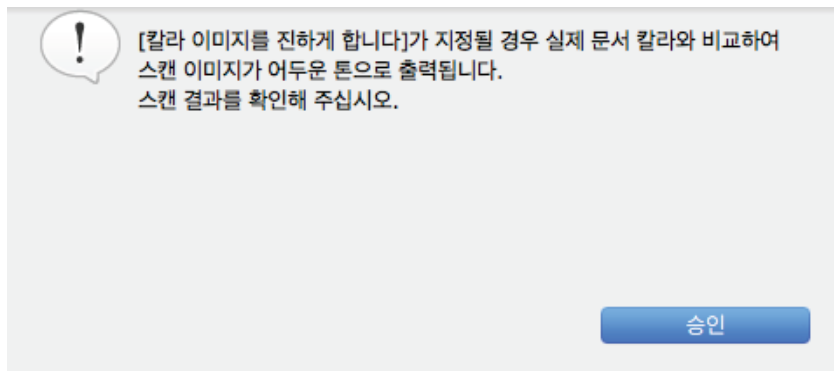 [칼라 이미지를 진하게 합니다]가 지정될 경우 실제 문서 칼라와 비교하여
스캔 이미지가 어두운 톤으로 출력됩니다.
스캔 결과를 확인해 주십시오.
승인